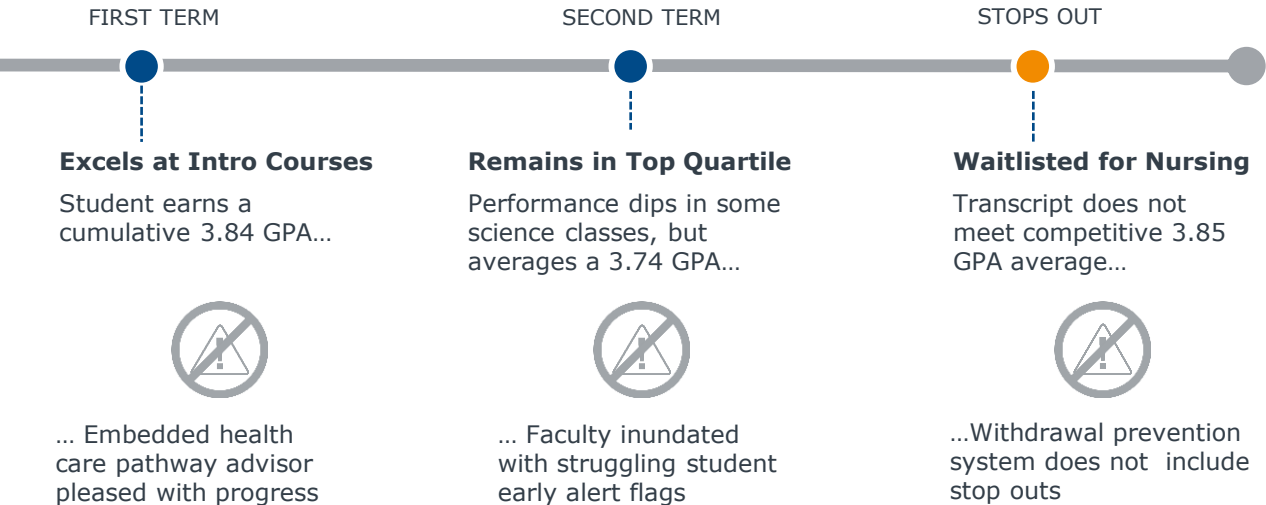 FIRST TERM
SECOND TERM
STOPS OUT
Excels at Intro Courses
Student earns a
cumulative 3.84 GPA…
… Embedded health
care pathway advisor
pleased with progress
Remains in Top Quartile
Performance dips in some
science classes, but
averages a 3.74 GPA…
… Faculty inundated
with struggling student
early alert flags
Waitlisted for Nursing
Transcript does not
meet competitive 3.85
GPA average…
…Withdrawal prevention
system does not include
stop outs